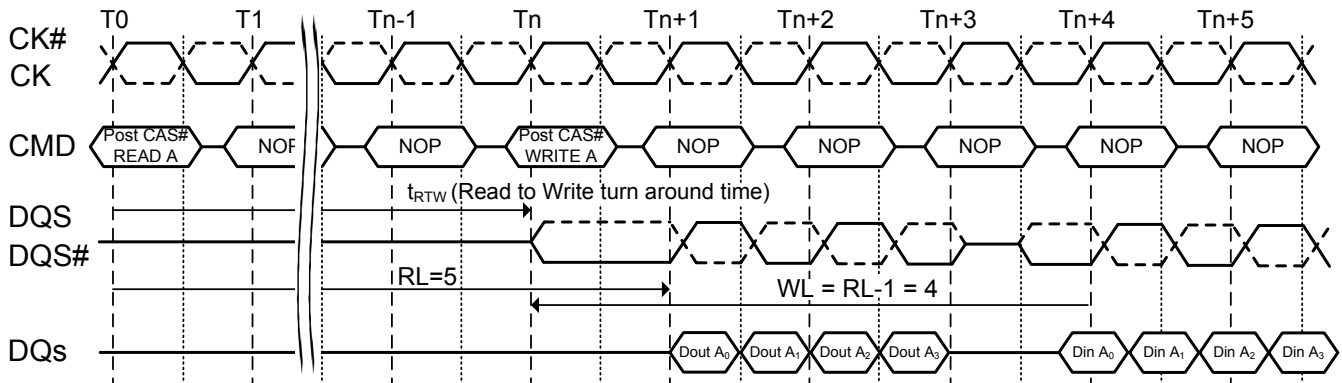 T0 T1 Tn-1 Tn Tn+1 Tn+2 Tn+3 Tn+4 Tn+5
CK#
CK
CMD
Post CAS#
READ A
NOP
NOP
Post CAS#
WRITE A
NOP
NOP
NOP
NOP
NOP
tRTW (Read to Write turn around time)
DQS
DQS#
RL=5
WL = RL-1 = 4
DQs
Dout A0 Dout A1 Dout A2 Dout A3 Din A0 Din A1 Din A2 Din A3